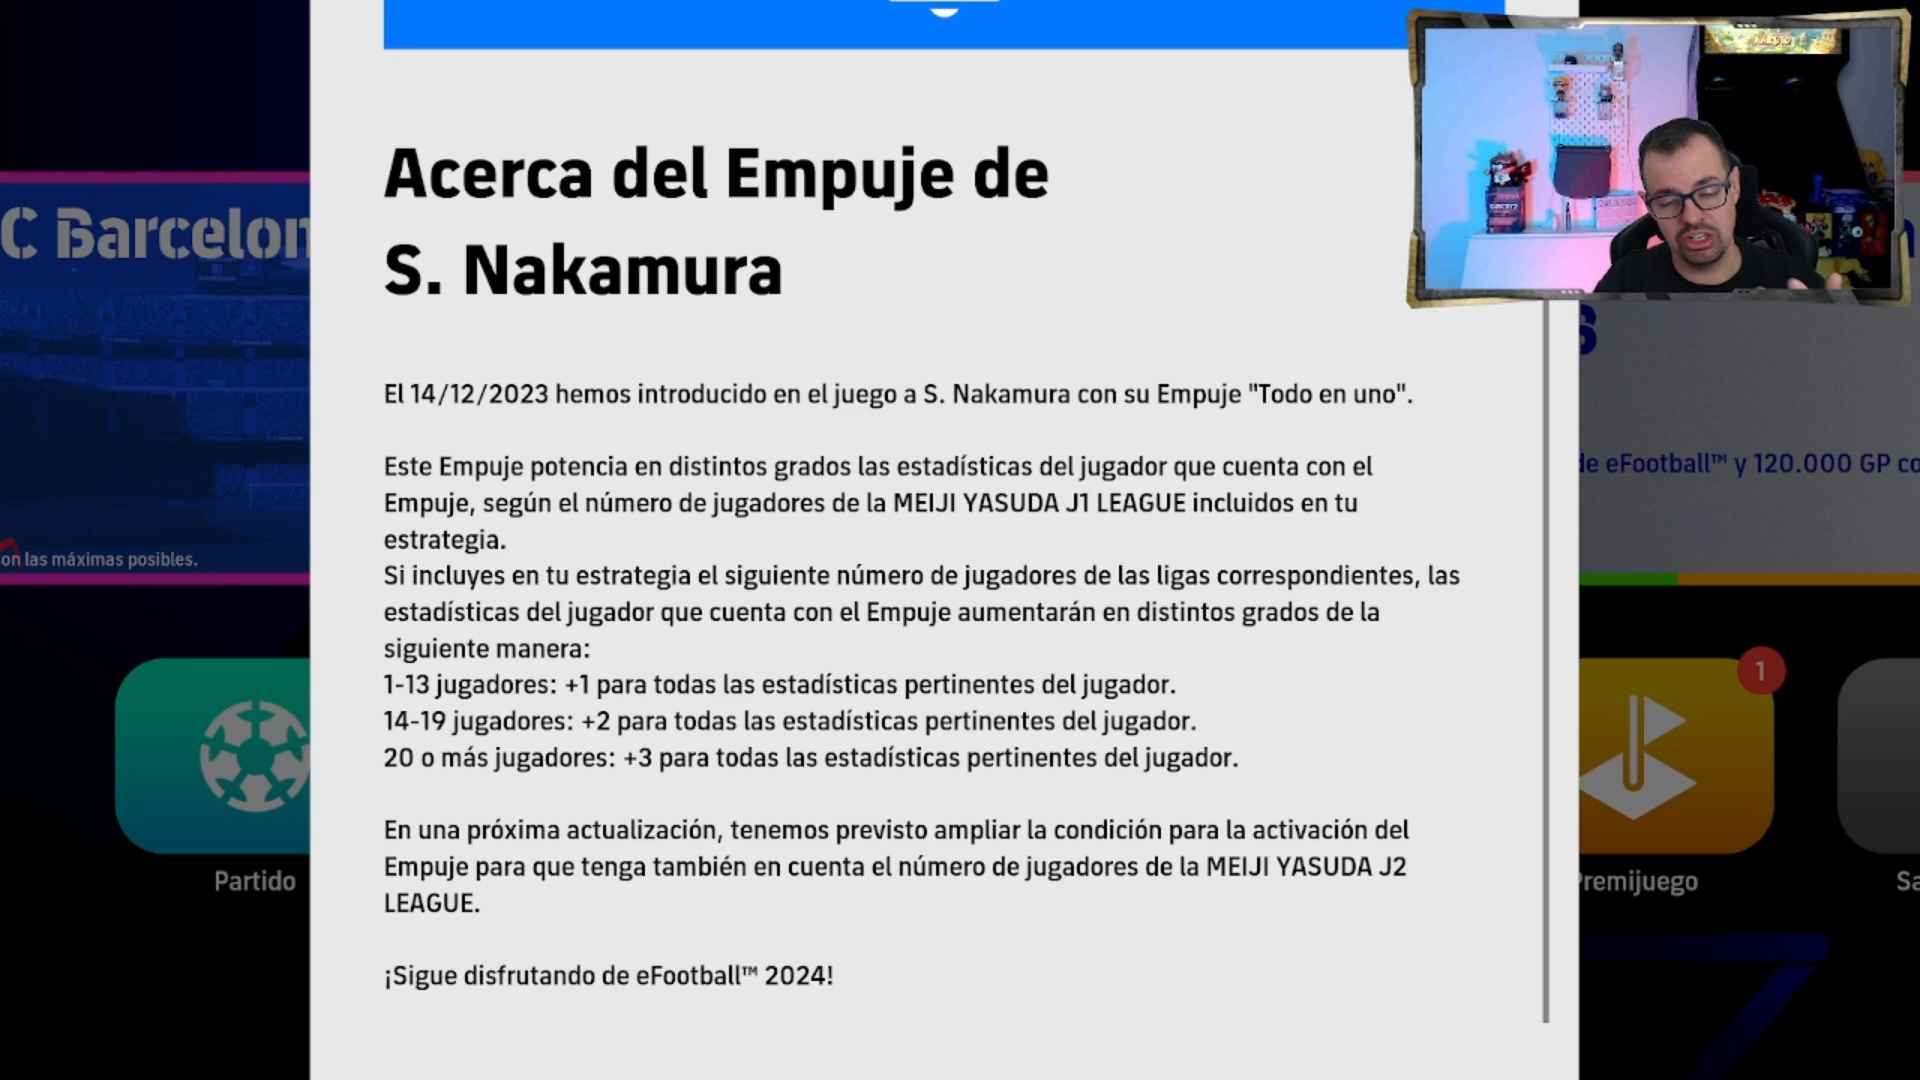 Acerca del Empuje de
S. Nakamura
El 14/12/2023 hemos introducido en el juego a S. Nakamura con su Empuje "Todo en uno".
Este Empuje potencia en distintos grados las estadísticas del jugador que cuenta con el
Empuje, según el número de jugadores de la MEIJI YASUDA J1 LEAGUE incluidos en tu
estrategia.
Si incluyes en tu estrategia el siguiente número de jugadores de las ligas correspondientes, las
estadísticas del jugador que cuenta con el Empuje aumentarán en distintos grados de la
siguiente manera:
1-13 jugadores: +1 para todas las estadísticas pertinentes del jugador.
14-19 jugadores: +2 para todas las estadísticas pertinentes del jugador.
20 o más jugadores: +3 para todas las estadísticas pertinentes del jugador.
En una próxima actualización, tenemos previsto ampliar la condición para la activación del
Empuje para que tenga también en cuenta el número de jugadores de la MEIJI YASUDA J2
LEAGUE.
¡Sigue disfrutando de eFootball™ 2024!
C Barcelon
on las máximas posibles.
Partido
de eFootball™ y 120.000 GP co
1
Premijuego
Sa